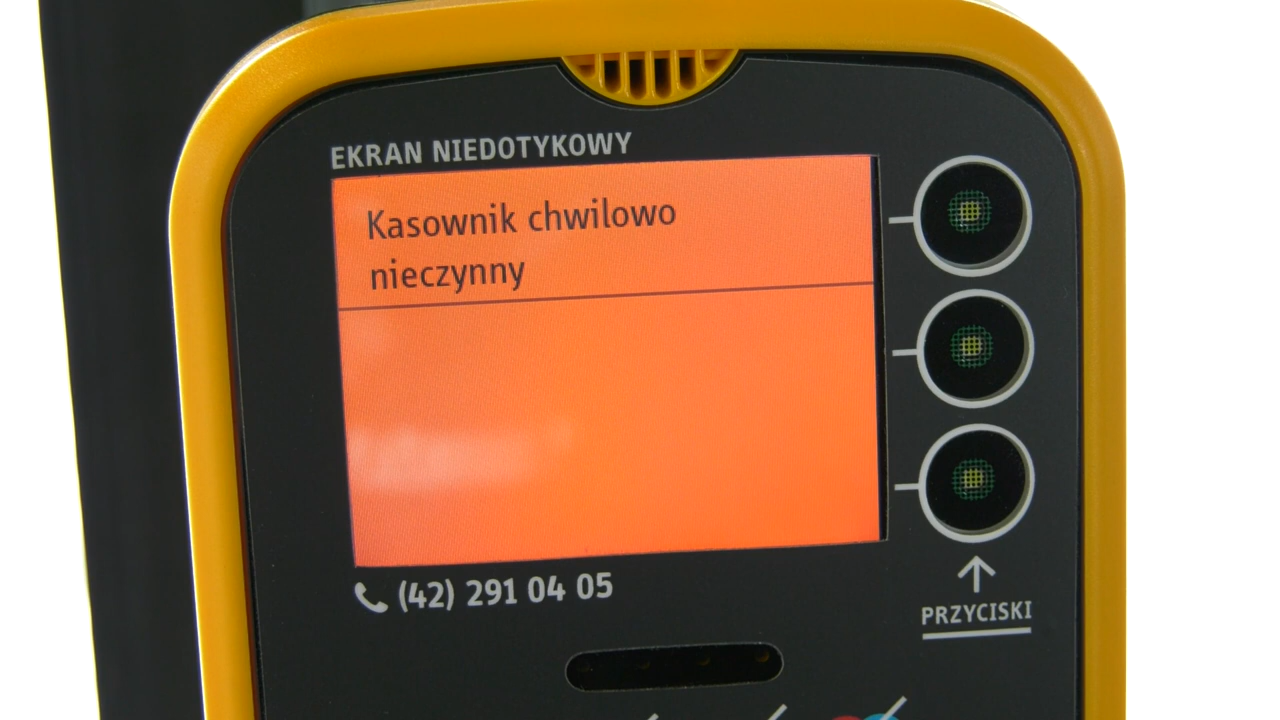 EKRAN NIEDOTYKOWY
Kasownik chwilowo
nieczynny
(42) 291 04 05
PRZYCISKI